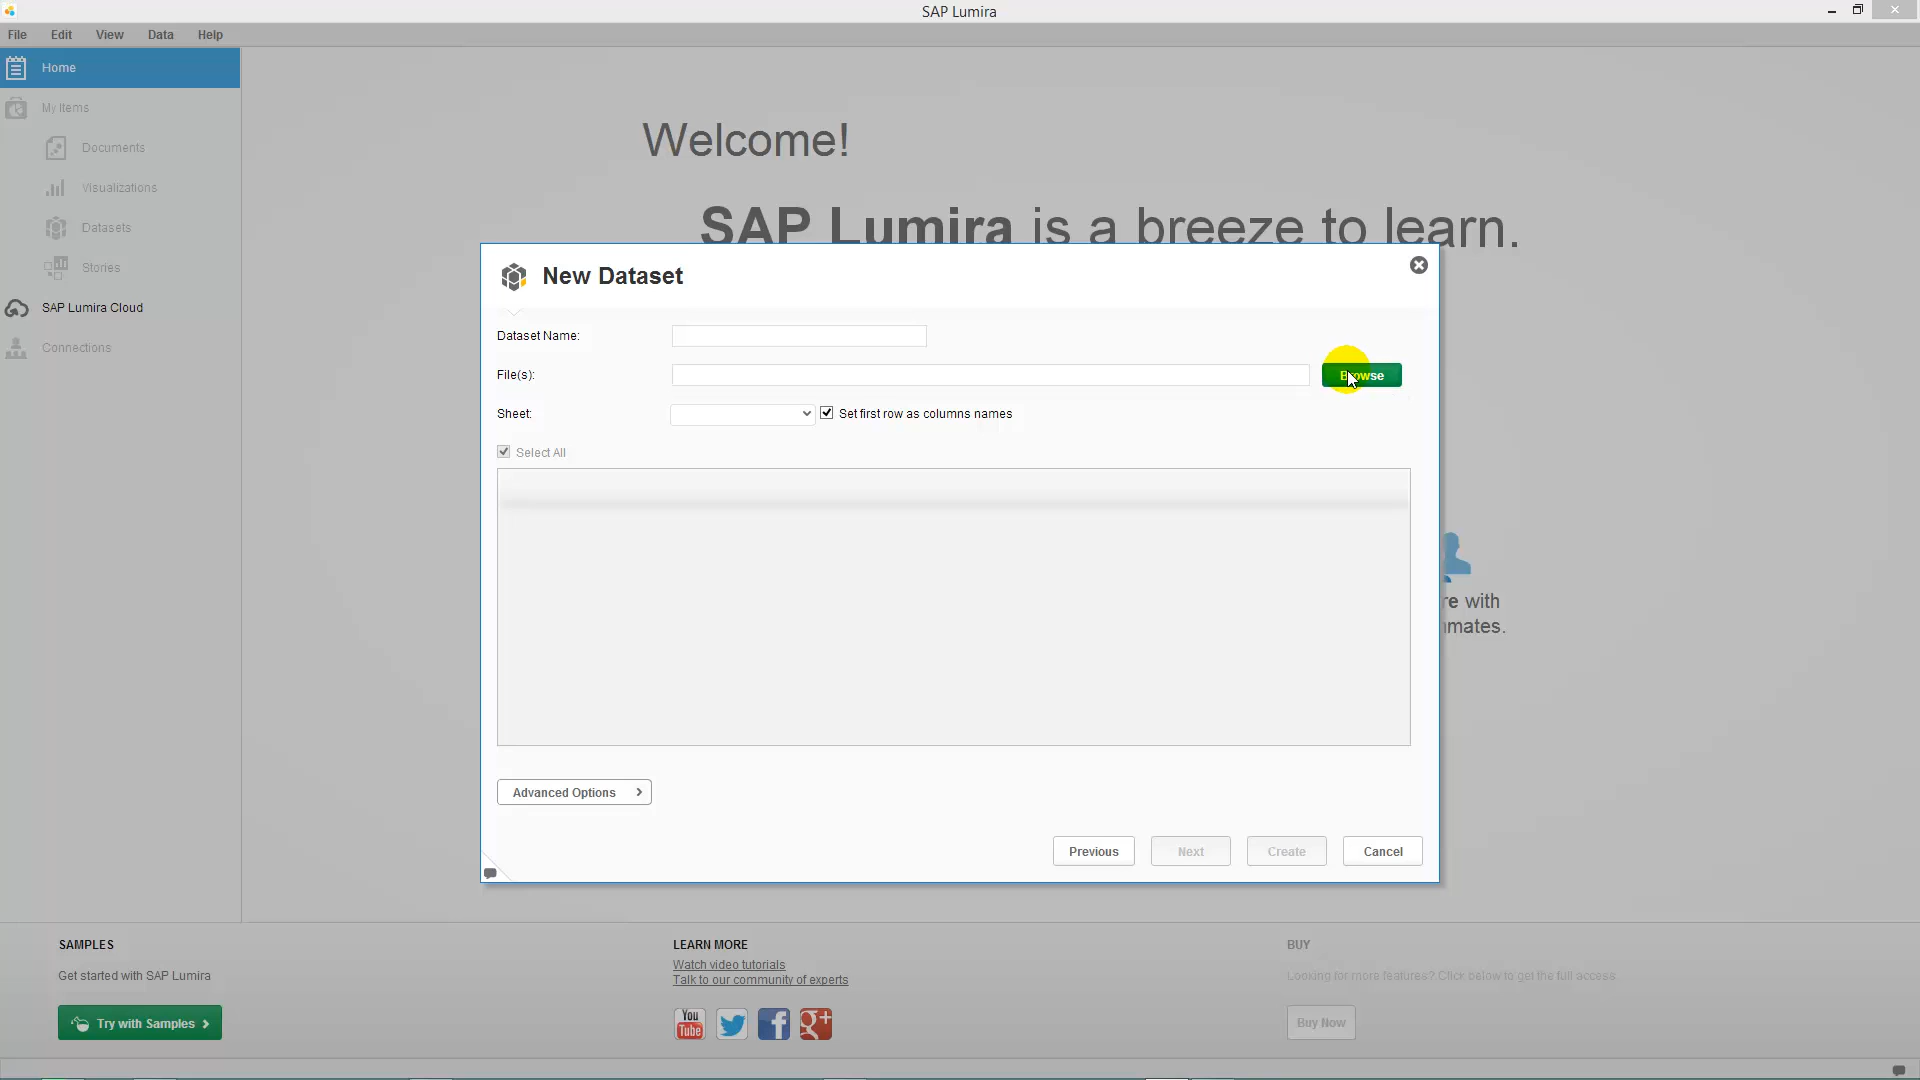 SAP Lumira
File Edit View Data Help
Home
My Items
Documents
Visualizations
Datasets
Stories
SAP Lumira Cloud
Connections
Welcome!
SAP Lumira is a breeze to learn.
New Dataset
Dataset Name:
File(s):
Browse
Sheet:
Set first row as columns names
Select All
with
Advanced Options
Previous Next Create Cancel
SAMPLES
Get started with SAP Lumira
Try with Samples
LEARN MORE
Watch video tutorials
Talk to our community of experts
You
Tube
BUY
Looking for more features? Click below to get the full access.
Buy Now